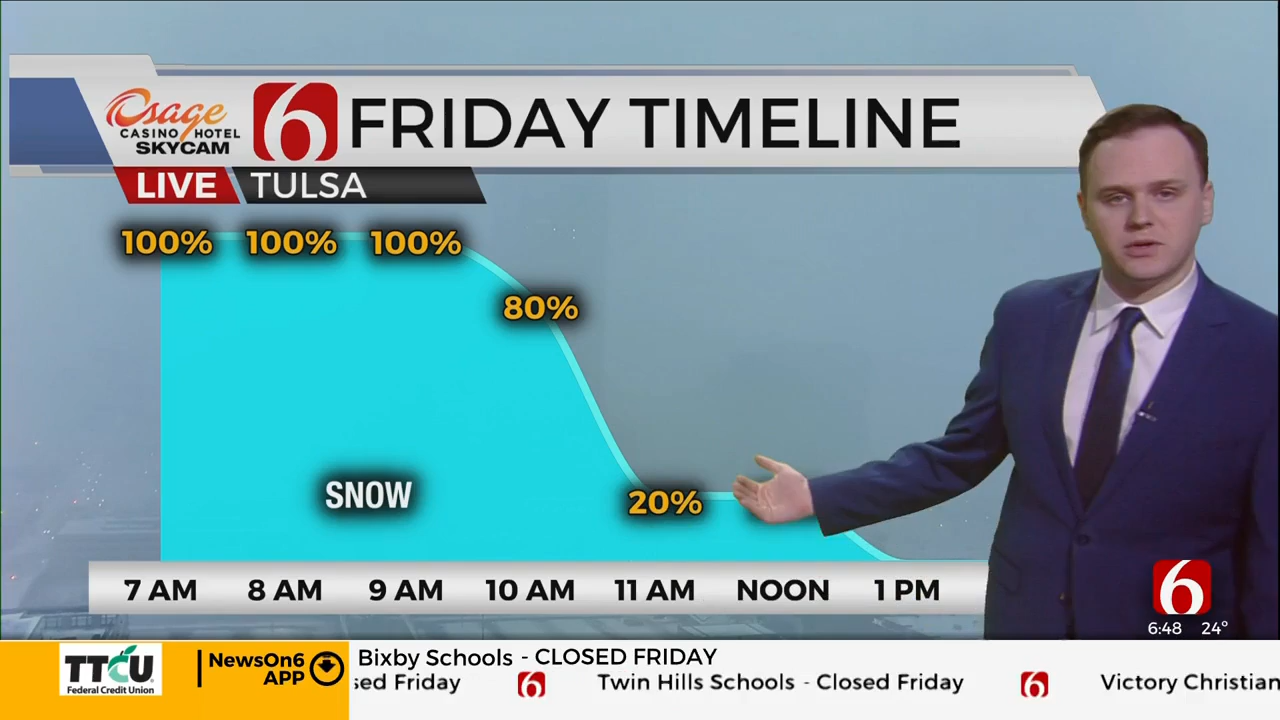 Osage
CASINO HOTEL
SKYCAM
6 FRIDAY TIMELINE
LIVE TULSA
100% 100% 100%
80%
20%
SNOW
7 AM 8 AM 9 AM 10 AM 11 AM NOON 1 PM
6
6:48 24°
TTCU
Federal Credit Union
NewsOn6
APP
Bixby Schools - CLOSED FRIDAY
sed Friday 6 Twin Hills Schools - Closed Friday 6 Victory Christian